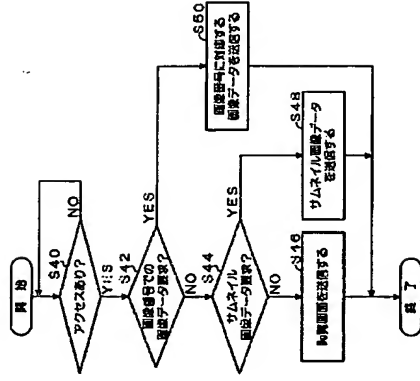 開始
S40
アクセスあり?
NO
YES
S42
画像番号での
画像データ要求?
YES
NO
S50
画像番号に対応する
画像データを送信する
S44
サムネイル
画像データ要求?
YES
NO
S48
サムネイル画像データ
を送信する
S46
画面を送信する
終了